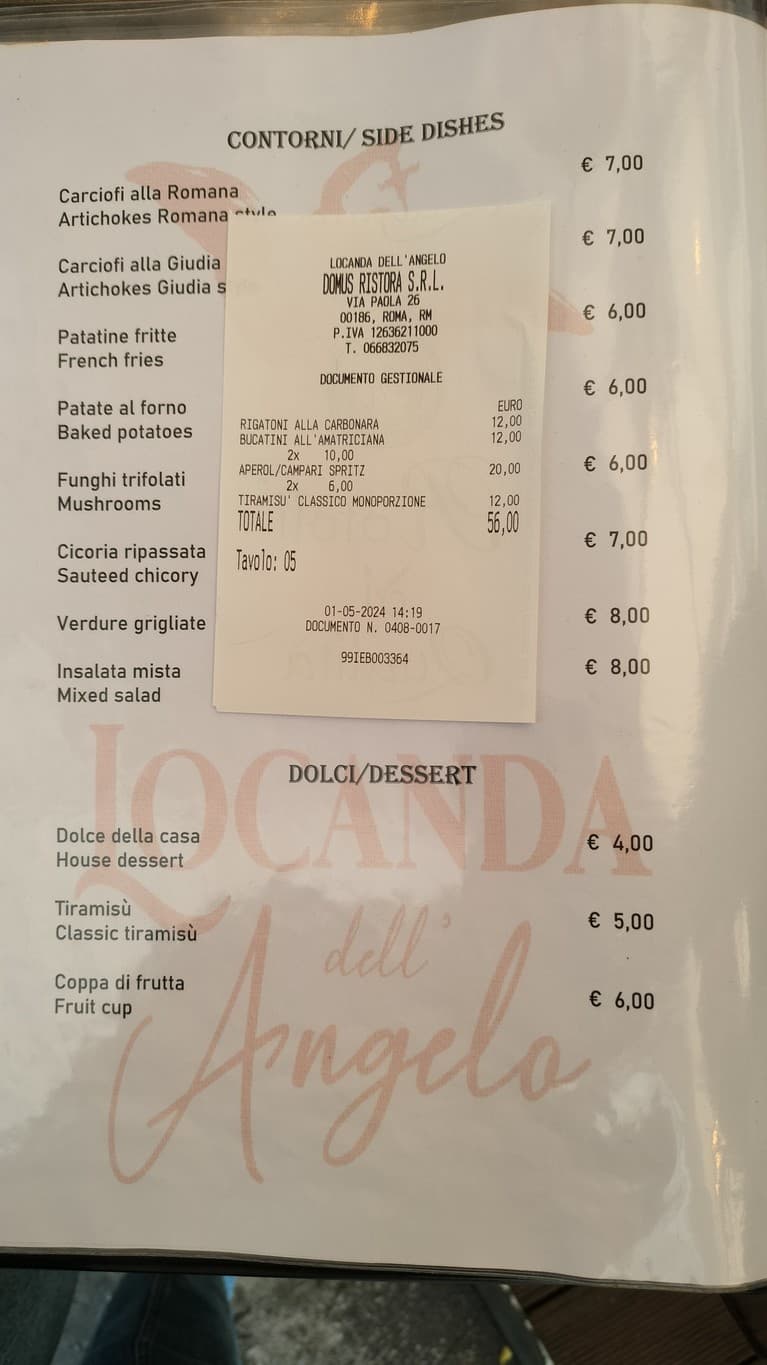 CONTORNI/ SIDE DISHES
€ 7,00
Carciofi alla Romana
Artichokes Romana style
€ 7,00
Carciofi alla Giudia
Artichokes Giudia s
€ 6,00
Patatine fritte
French fries
€ 6,00
Patate al forno
Baked potatoes
€ 6,00
Funghi trifolati
Mushrooms
€ 7,00
Cicoria ripassata
Sauteed chicory
€ 8,00
Verdure grigliate
€ 8,00
Insalata mista
Mixed salad
LOCANDA DELL'ANGELO
DOMUS RISTORA S.R.L.
VIA PAOLA 26
00186, ROMA, RM
P.IVA 12636211000
T. 066832075
DOCUMENTO GESTIONALE
EURO
RIGATONI ALLA CARBONARA 12,00
BUCATINI ALL'AMATRICIANA 12,00
2x 10,00
APEROL/CAMPARI SPRITZ 20,00
2x 6,00
TIRAMISU' CLASSICO MONOPORZIONE 12,00
TOTALE 56,00
Tavolo: 05
01-05-2024 14:19
DOCUMENTO N. 0408-0017
99IEB003364
DOLCI/DESSERT
LOCANDA
dell'
Angelo
Dolce della casa € 4,00
House dessert
Tiramisù € 5,00
Classic tiramisù
Coppa di frutta € 6,00
Fruit cup